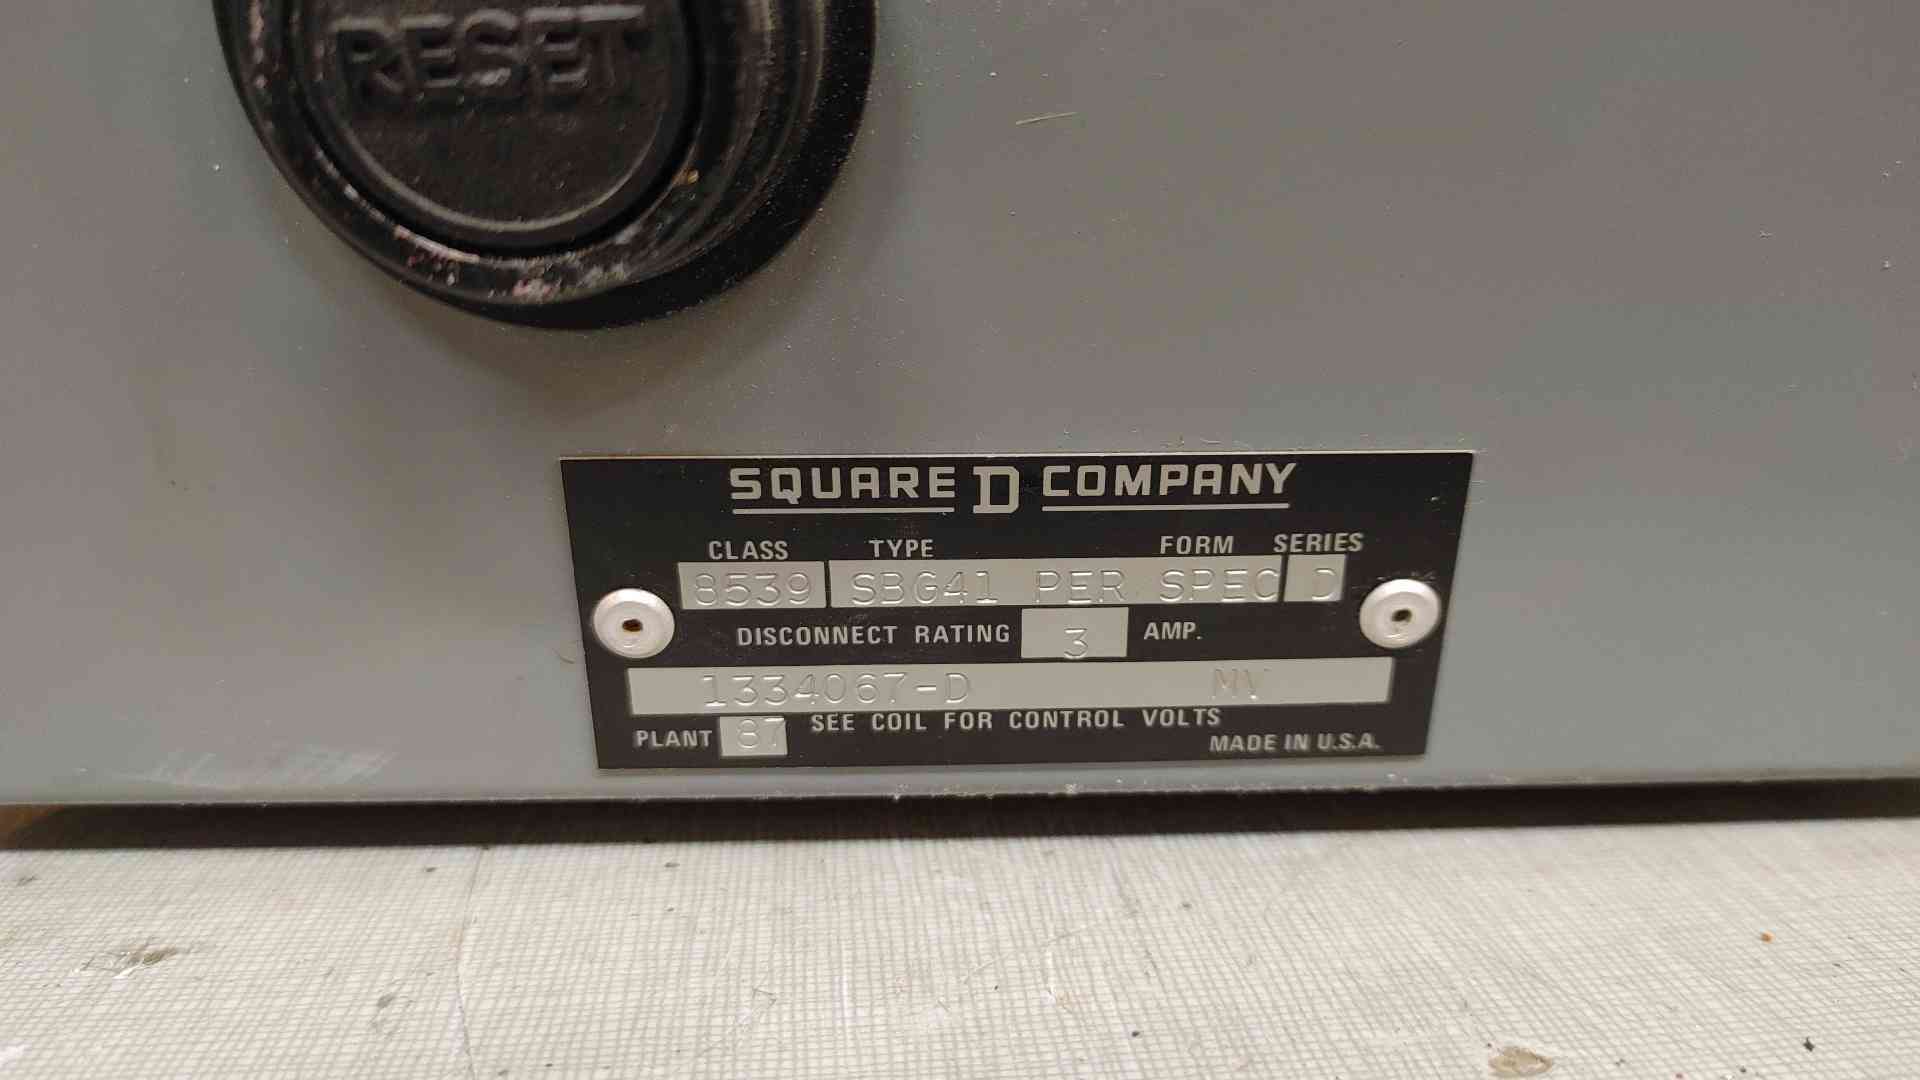 RESET
SQUARE D COMPANY
CLASS TYPE FORM SERIES
8539 SBG41 PER SPEC D
DISCONNECT RATING 3 AMP.
1334067-D MV
PLANT 87 SEE COIL FOR CONTROL VOLTS
MADE IN U.S.A.